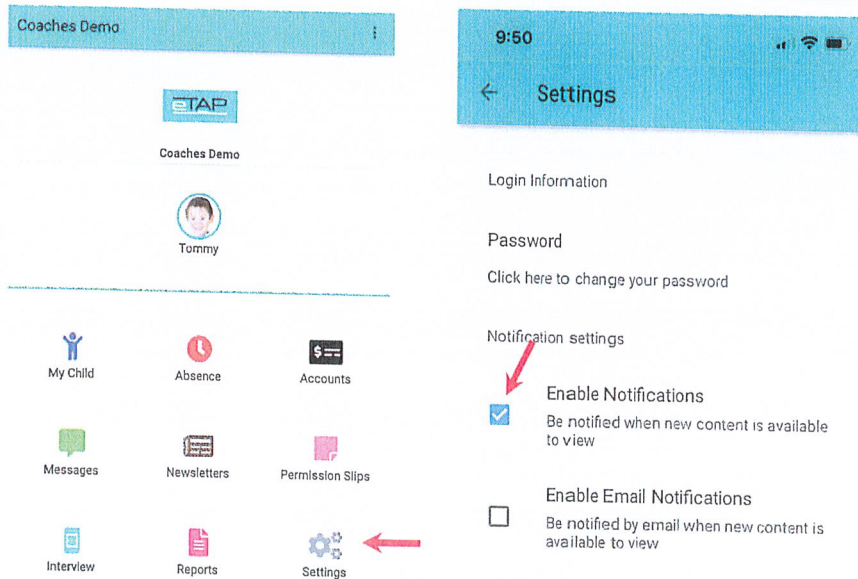 Coaches Demo
eTAP
Coaches Demo
Tommy
My Child
Absence
Accounts
Messages
Newsletters
Permission Slips
Interview
Reports
Settings
9:50
Settings
Login Information
Password
Click here to change your password
Notification settings
Enable Notifications
Be notified when new content is available
to view
Enable Email Notifications
Be notified by email when new content is
available to view